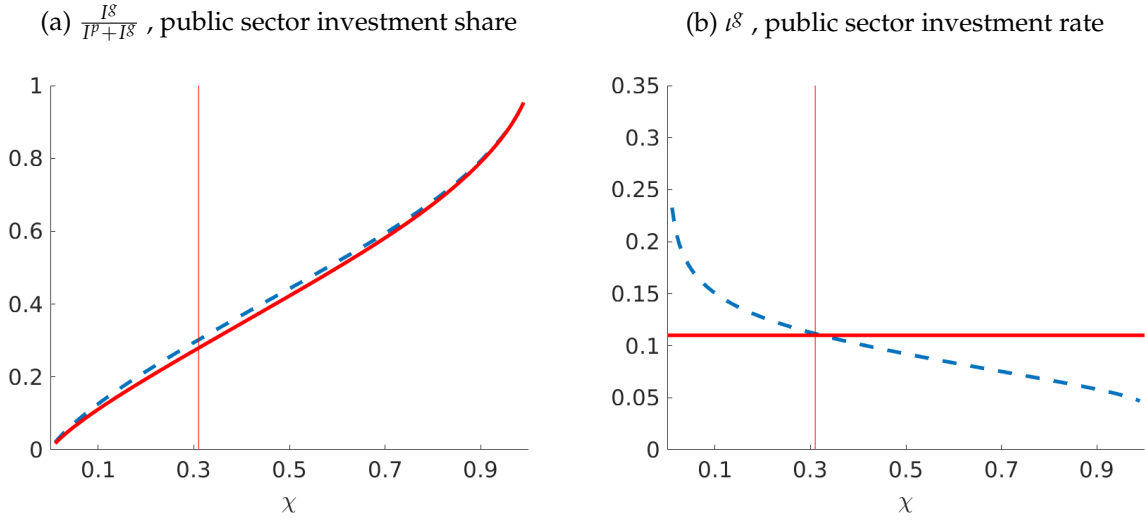 (a) I^g / (I^p + I^g) , public sector investment share
1
0.8
0.6
0.4
0.2
0
0.1 0.3 0.5 0.7 0.9
χ
(b) ι^g , public sector investment rate
0.35
0.3
0.25
0.2
0.15
0.1
0.05
0
0.1 0.3 0.5 0.7 0.9
χ